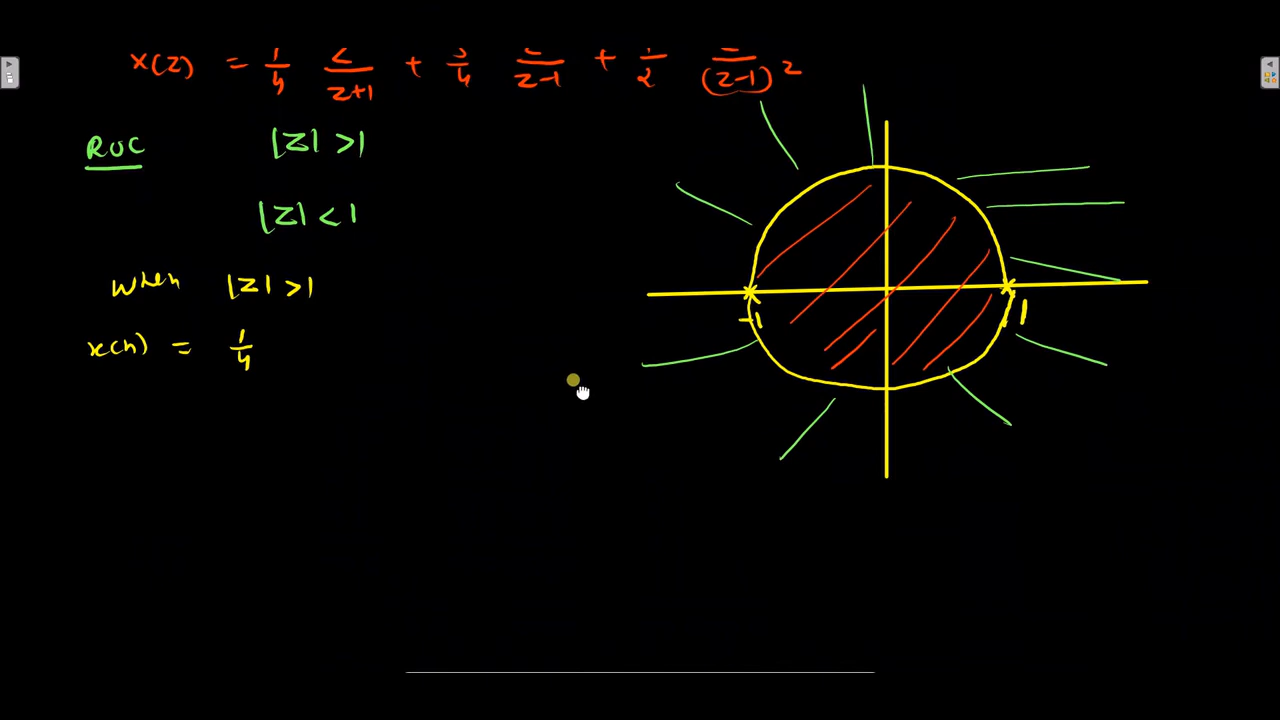 x(z) = 1/4 z/z+1 + 3/4 z/z-1 + 1/2 z/(z-1)2
ROC |z| >1
|z| < 1
when |z| >1
x(n) = 1/4
-1 1